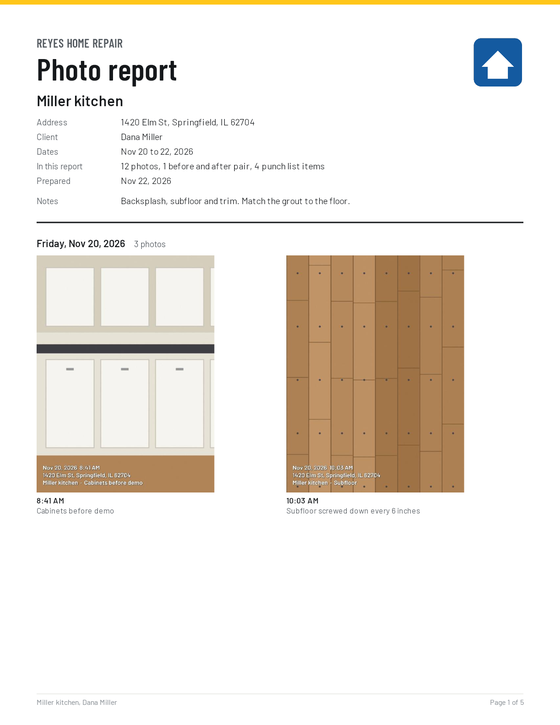 REYES HOME REPAIR
Photo report
Miller kitchen
Address 1420 Elm St, Springfield, IL 62704
Client Dana Miller
Dates Nov 20 to 22, 2026
In this report 12 photos, 1 before and after pair, 4 punch list items
Prepared Nov 22, 2026
Notes Backsplash, subfloor and trim. Match the grout to the floor.
Friday, Nov 20, 2026 3 photos
Nov 20, 2026 8:41 AM
1420 Elm St, Springfield, IL 62704
Miller kitchen · Cabinets before demo
8:41 AM
Cabinets before demo
Nov 20, 2026 10:03 AM
1420 Elm St, Springfield, IL 62704
Miller kitchen · Subfloor
10:03 AM
Subfloor screwed down every 6 inches
Miller kitchen, Dana Miller
Page 1 of 5